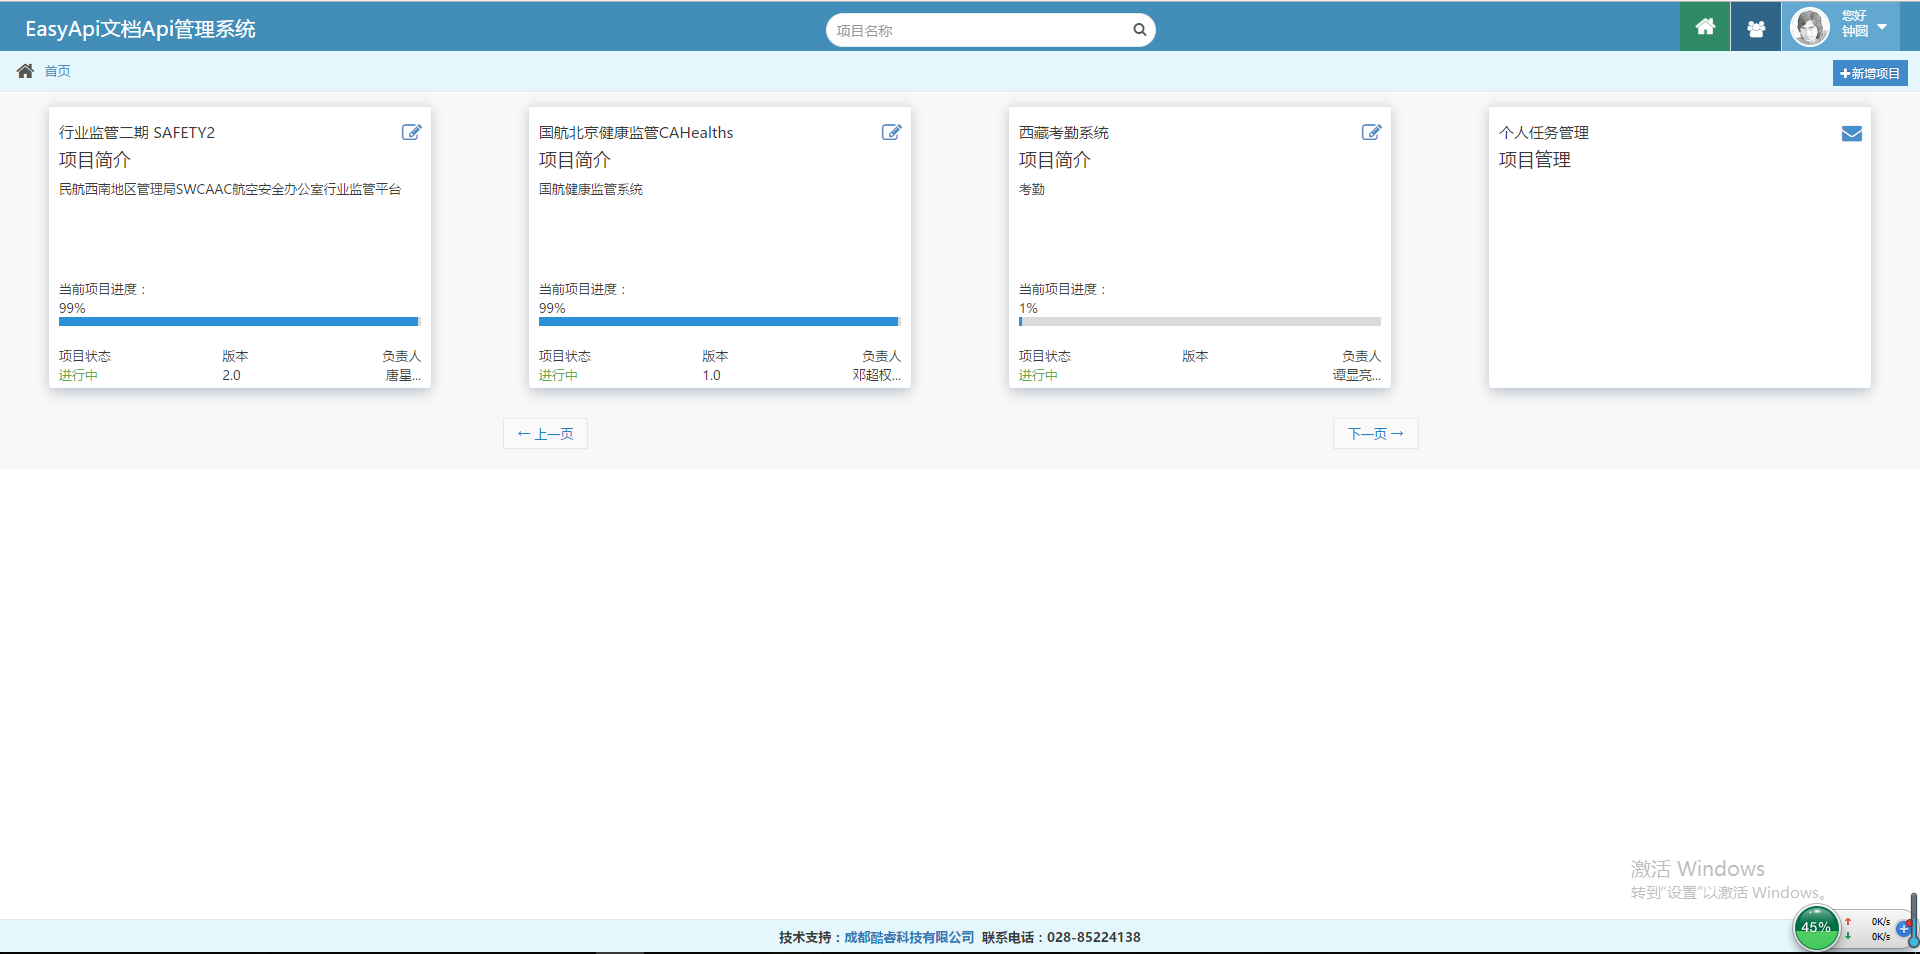 EasyApi文档Api管理系统
项目名称
您好
钟圆
首页
新增项目
行业监管二期 SAFETY2
项目简介
民航西南地区管理局SWCAAC航空安全办公室行业监管平台
当前项目进度：
99%
项目状态 版本 负责人
进行中 2.0 唐星...
国航北京健康监管CAHealths
项目简介
国航健康监管系统
当前项目进度：
99%
项目状态 版本 负责人
进行中 1.0 邓超权...
西藏考勤系统
项目简介
考勤
当前项目进度：
1%
项目状态 版本 负责人
进行中 谭显亮...
个人任务管理
项目管理
← 上一页
下一页 →
激活 Windows
转到“设置”以激活 Windows。
45%
0K/s
0K/s
技术支持：成都酷睿科技有限公司 联系电话：028-85224138